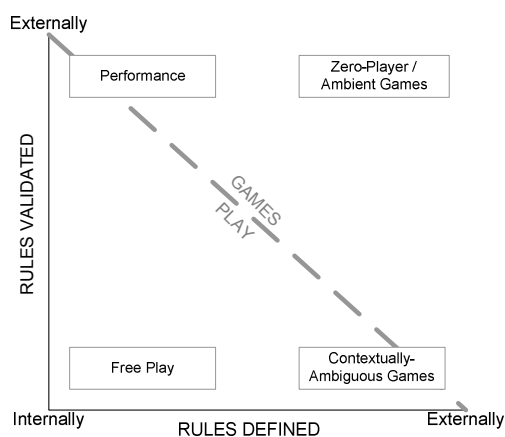 Externally
Performance
Zero-Player /
Ambient Games
RULES VALIDATED
GAMES
PLAY
Free Play
Contextually-
Ambiguous Games
Internally
Externally
RULES DEFINED